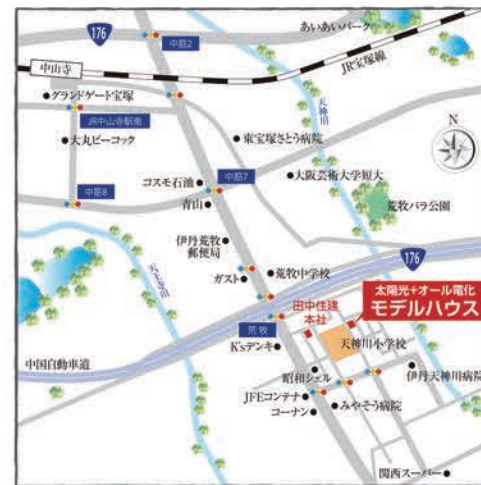 176
中筋2
あいあいパーク
中山寺
JR宝塚線
グランドゲート宝塚
天神川
JR中山寺駅南
N
大丸ピーコック
東宝塚さとう病院
コスモ石油
中筋7
大阪芸術大学短大
中筋8
青山
荒牧バラ公園
伊丹荒牧
郵便局
天王寺川
176
ガスト
荒牧中学校
太陽光+オール電化
モデルハウス
田中住建
本社
荒牧
K'sデンキ
天神川小学校
中国自動車道
昭和シェル
伊丹天神川病院
JFEコンテナ
みやそう病院
コーナン
関西スーパー